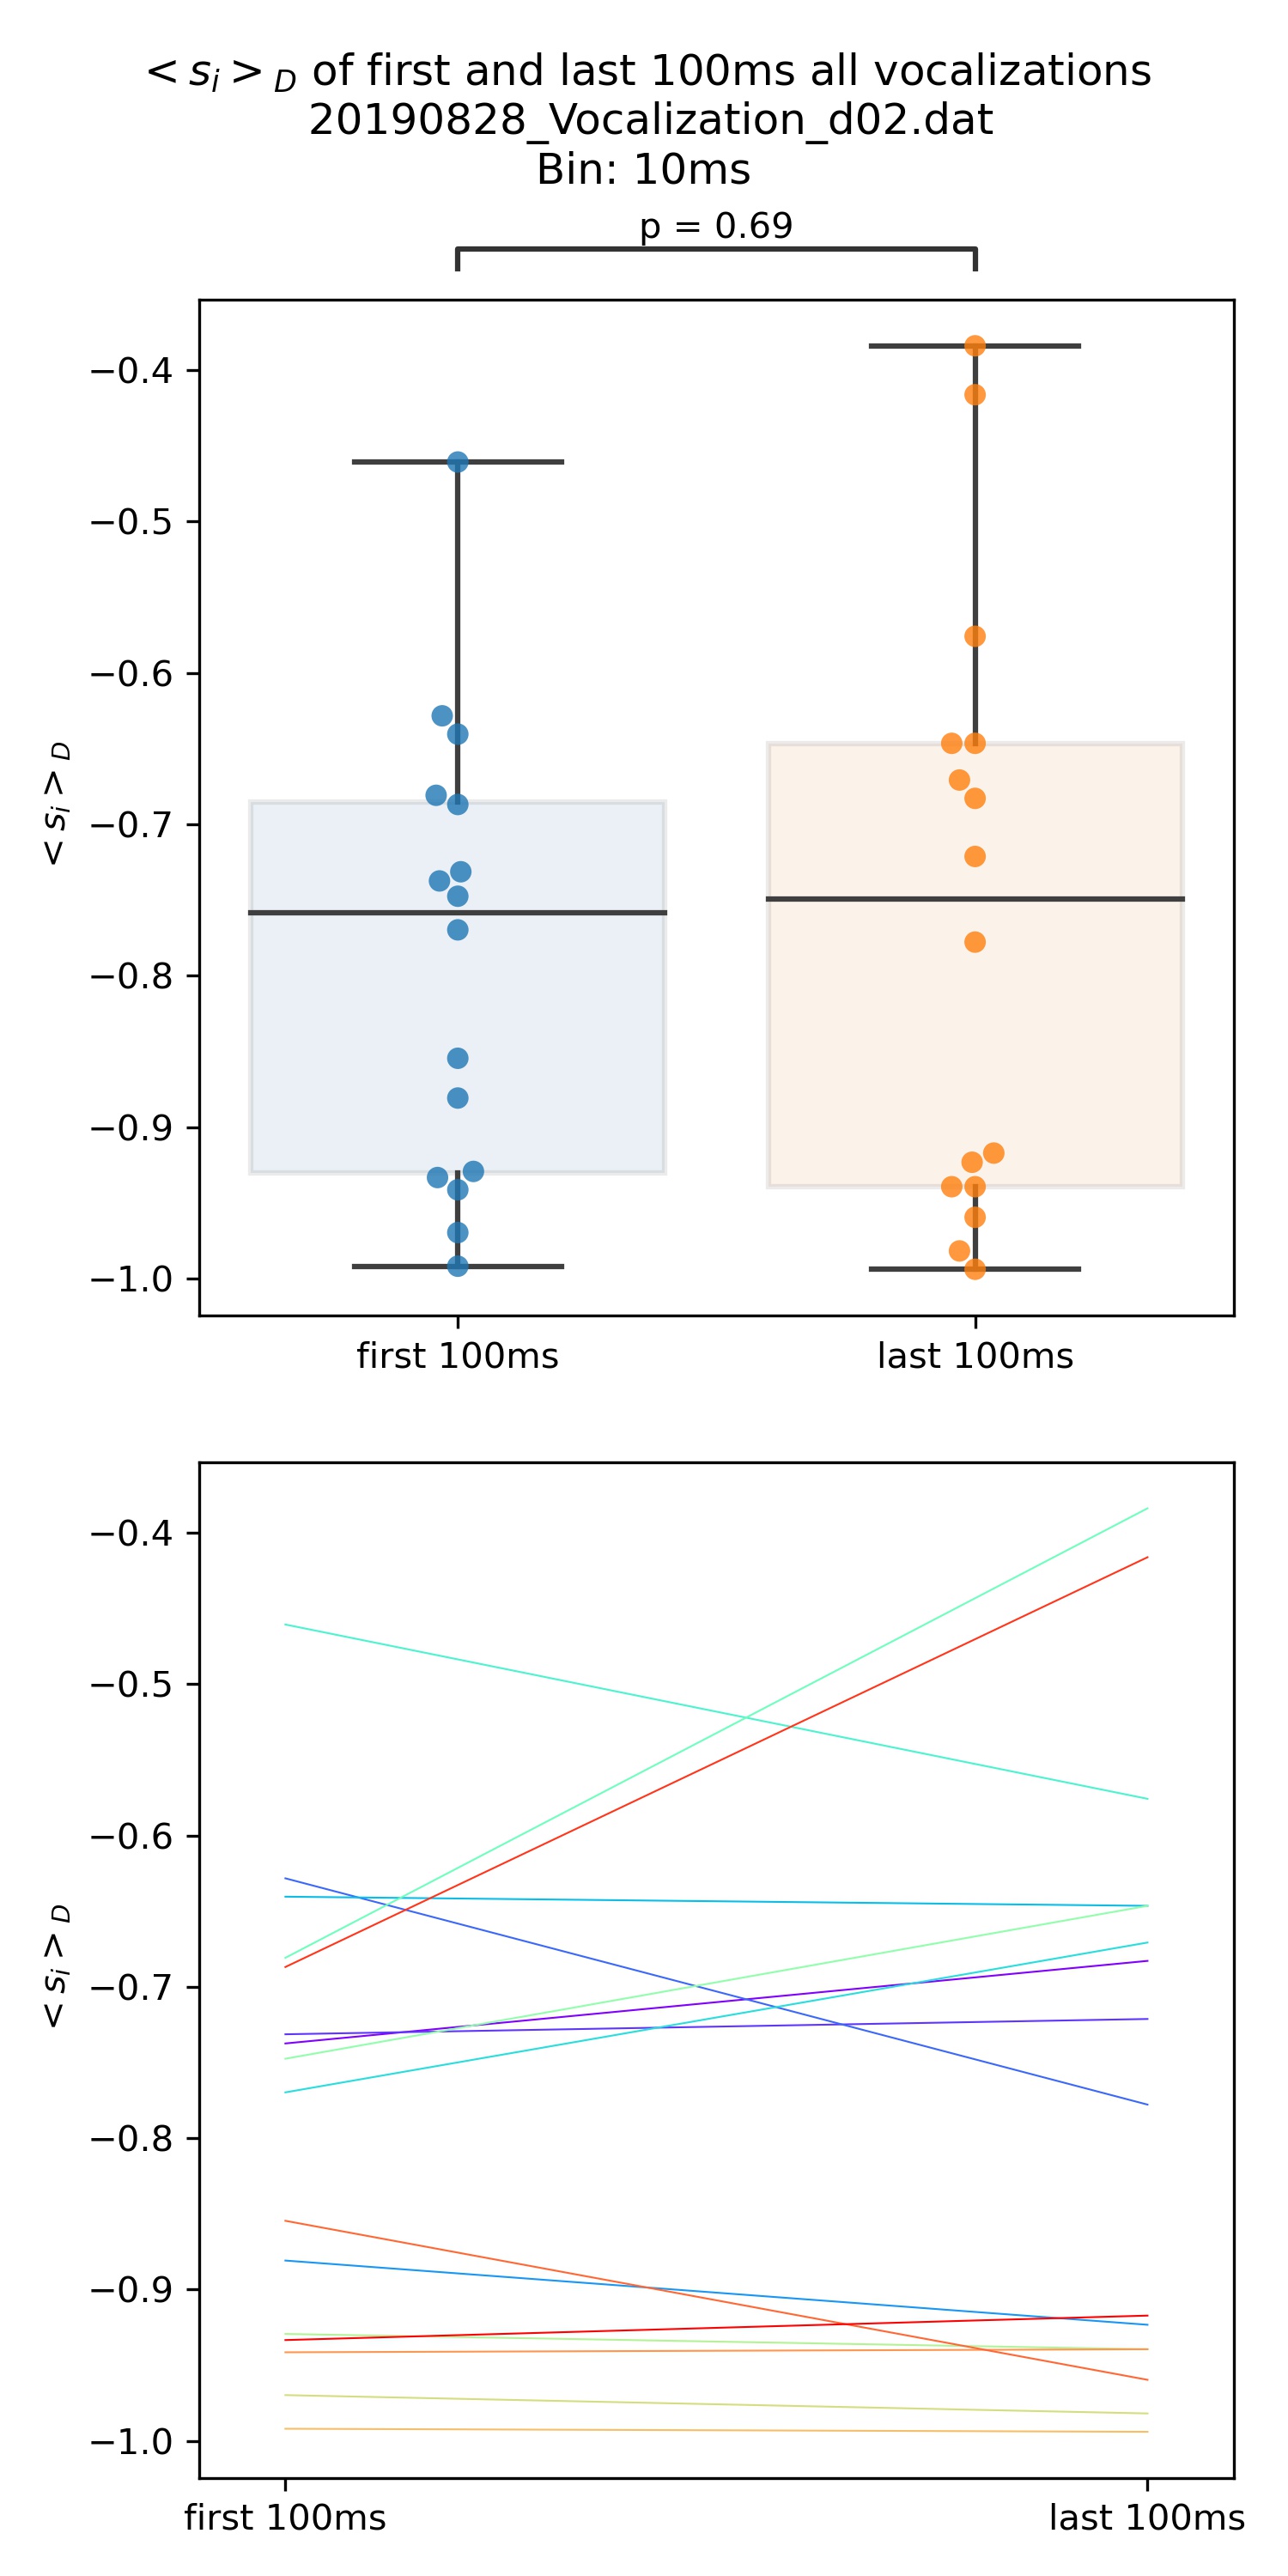 < s_i >_D of first and last 100ms all vocalizations
20190828_Vocalization_d02.dat
Bin: 10ms
p = 0.69
−0.4
−0.5
−0.6
−0.7
−0.8
−0.9
−1.0
< s_i >_D
first 100ms last 100ms
−0.4
−0.5
−0.6
−0.7
−0.8
−0.9
−1.0
< s_i >_D
first 100ms last 100ms